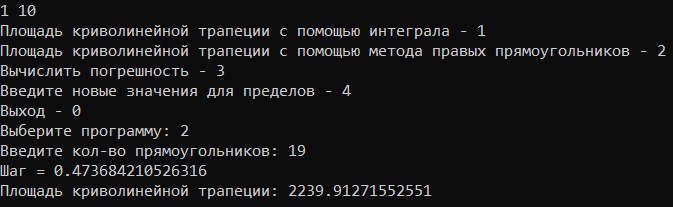 1 10
Площадь криволинейной трапеции с помощью интеграла - 1
Площадь криволинейной трапеции с помощью метода правых прямоугольников - 2
Вычислить погрешность - 3
Введите новые значения для пределов - 4
Выход - 0
Выберите программу: 2
Введите кол-во прямоугольников: 19
Шаг = 0.473684210526316
Площадь криволинейной трапеции: 2239.91271552551